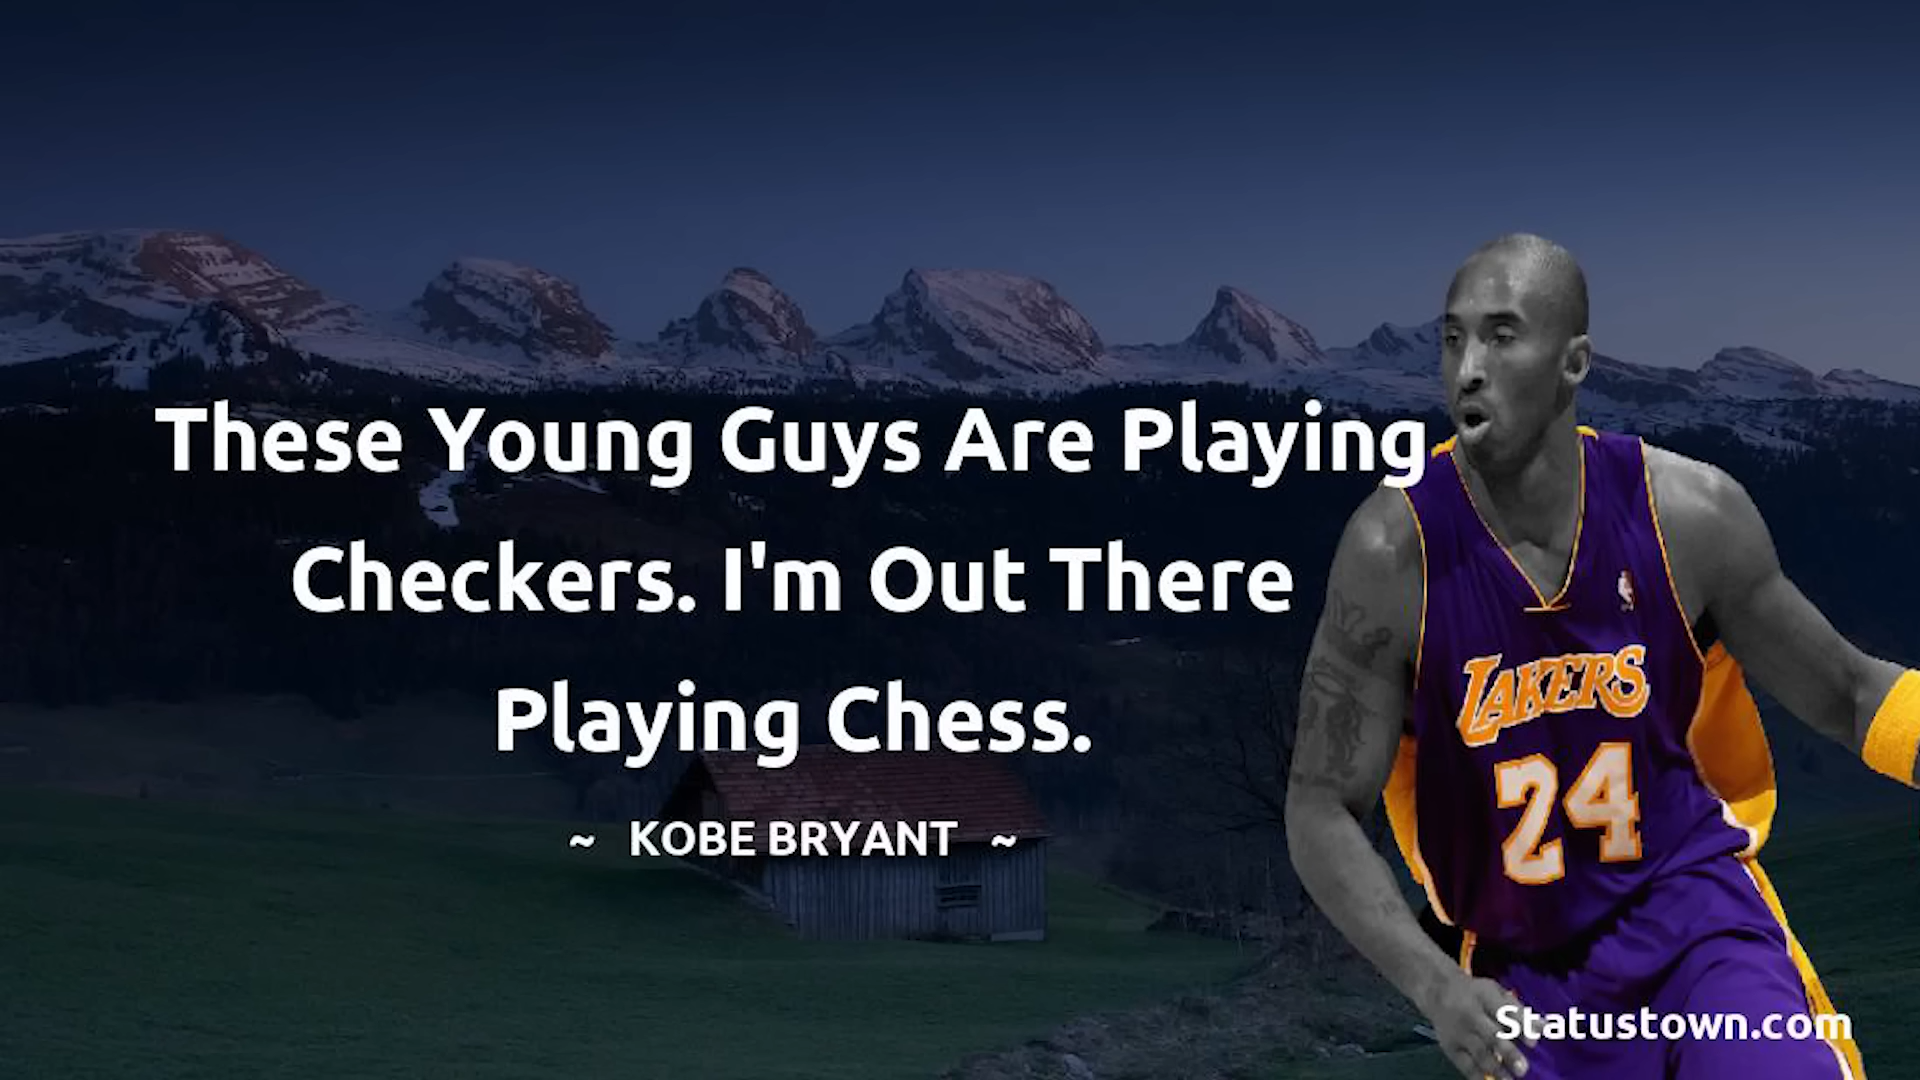 These Young Guys Are Playing
Checkers. I'm Out There
Playing Chess.
~ KOBE BRYANT ~
LAKERS
24
Statustown.com